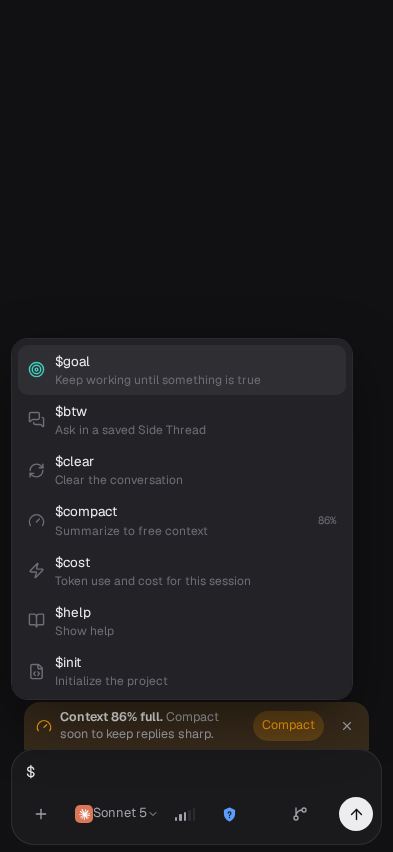 $goal
Keep working until something is true
$btw
Ask in a saved Side Thread
$clear
Clear the conversation
$compact
Summarize to free context
86%
$cost
Token use and cost for this session
$help
Show help
$init
Initialize the project
Context 86% full. Compact
soon to keep replies sharp.
Compact
$
Sonnet 5